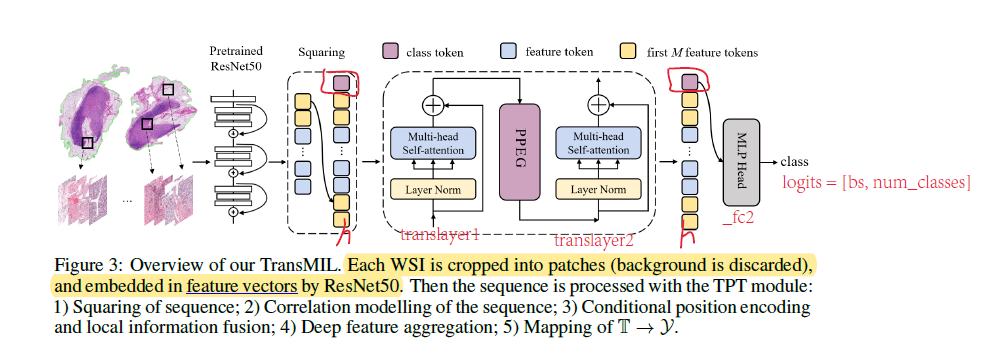 Pretrained
ResNet50
Squaring
class token
feature token
first M feature tokens
Multi-head
Self-attention
Layer Norm
translayer1
PPEG
Multi-head
Self-attention
Layer Norm
translayer2
h
h
MLP Head
_fc2
class
logits = [bs, num_classes]
...
Figure 3: Overview of our TransMIL. Each WSI is cropped into patches (background is discarded),
and embedded in feature vectors by ResNet50. Then the sequence is processed with the TPT module:
1) Squaring of sequence; 2) Correlation modelling of the sequence; 3) Conditional position encoding
and local information fusion; 4) Deep feature aggregation; 5) Mapping of 𝕋 → 𝒴.